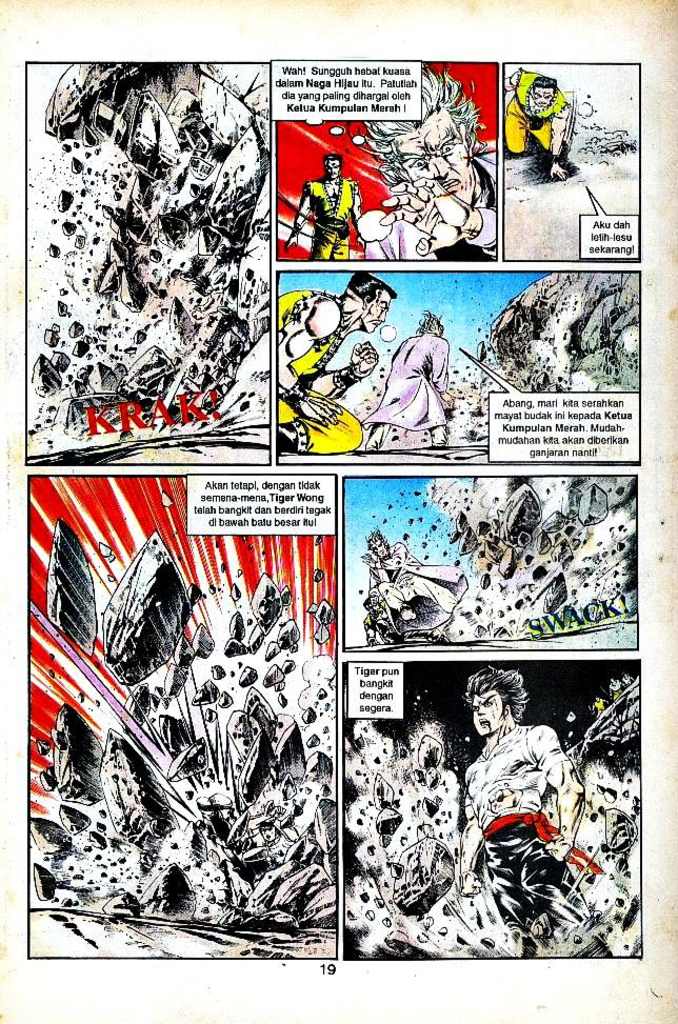 Wah! Sungguh hebat kuasa
dalam Naga Hijau itu. Patutlah
dia yang paling dihargai oleh
Ketua Kumpulan Merah!
Aku dah
letih-lesu
sekarang!
KRAK!
Abang, mari kita serahkan
mayat budak ini kepada Ketua
Kumpulan Merah. Mudah-
mudahan kita akan diberikan
ganjaran nanti!
Akan tetapi, dengan tidak
semena-mena,Tiger Wong
telah bangkit dan berdiri tegak
di bawah batu besar itu!
SWACK!
Tiger pun
bangkit
dengan
segera.
19